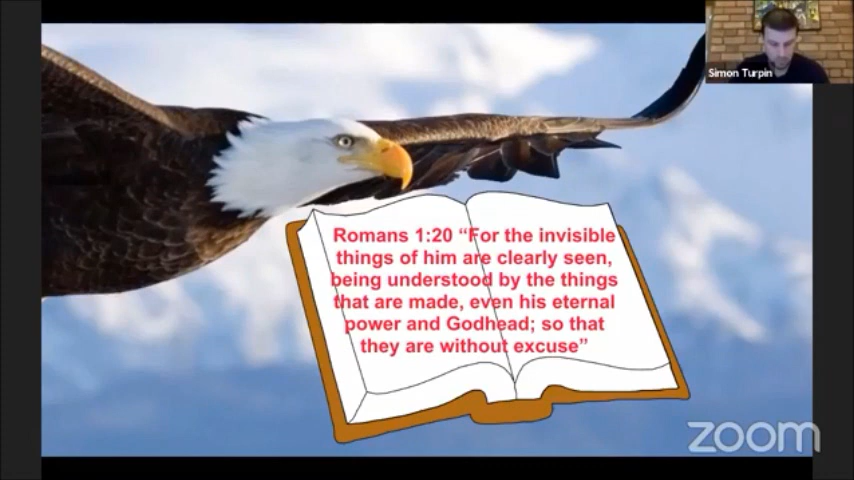 Simon Turpin
Romans 1:20 “For the invisible
things of him are clearly seen,
being understood by the things
that are made, even his eternal
power and Godhead; so that
they are without excuse”
zoom